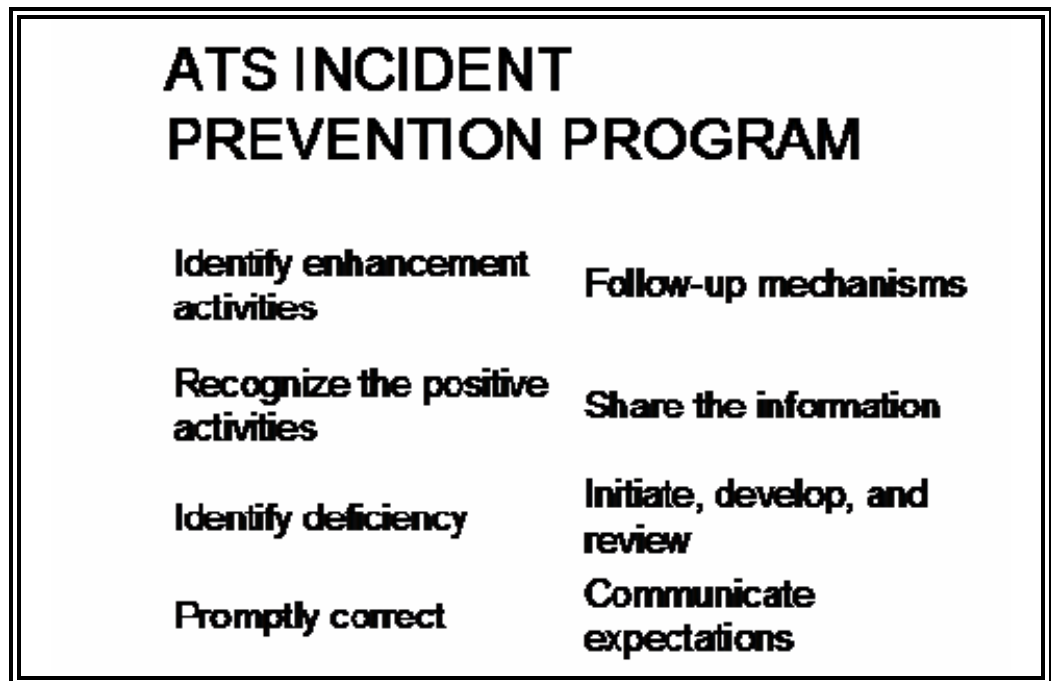 ATS INCIDENT
PREVENTION PROGRAM
Identify enhancement
activities
Recognize the positive
activities
Identify deficiency
Promptly correct
Follow-up mechanisms
Share the information
Initiate, develop, and
review
Communicate
expectations